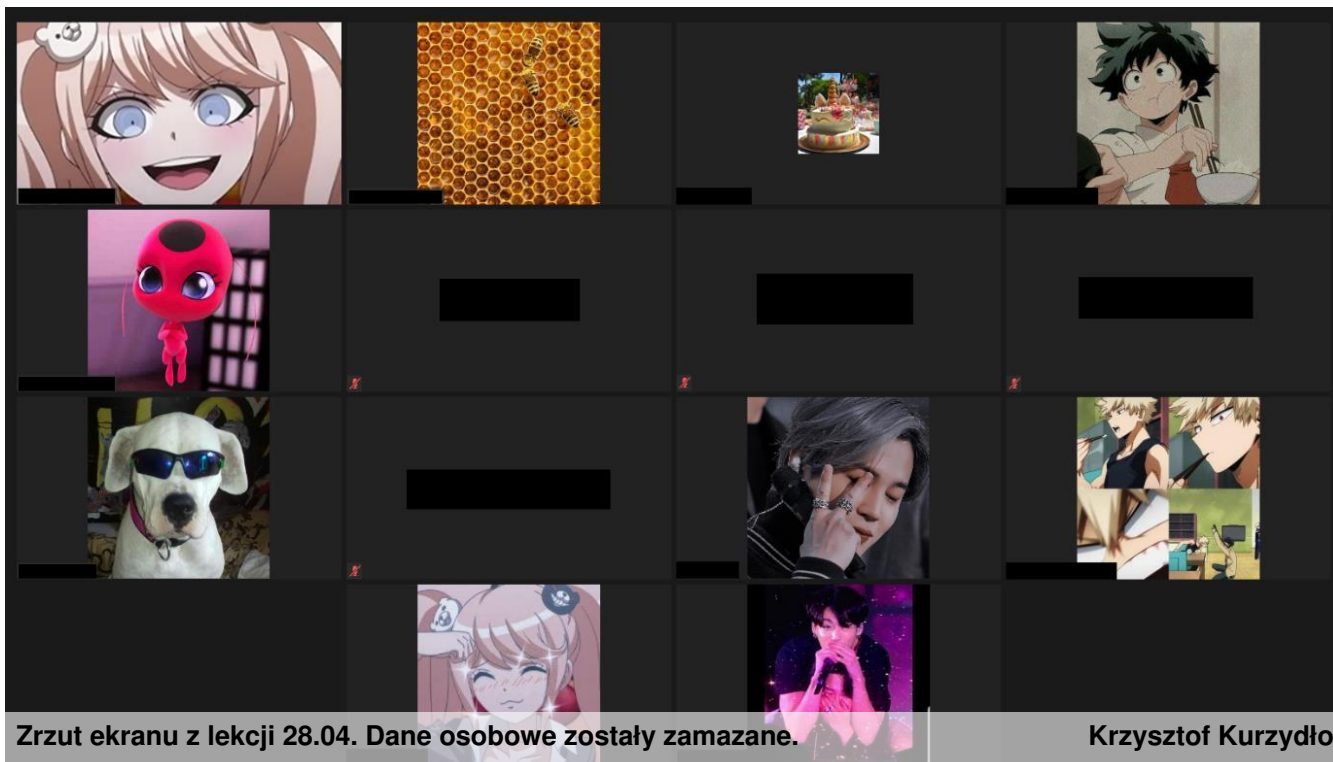 Zrzut ekranu z lekcji 28.04. Dane osobowe zostały zamazane.
Krzysztof Kurzydło